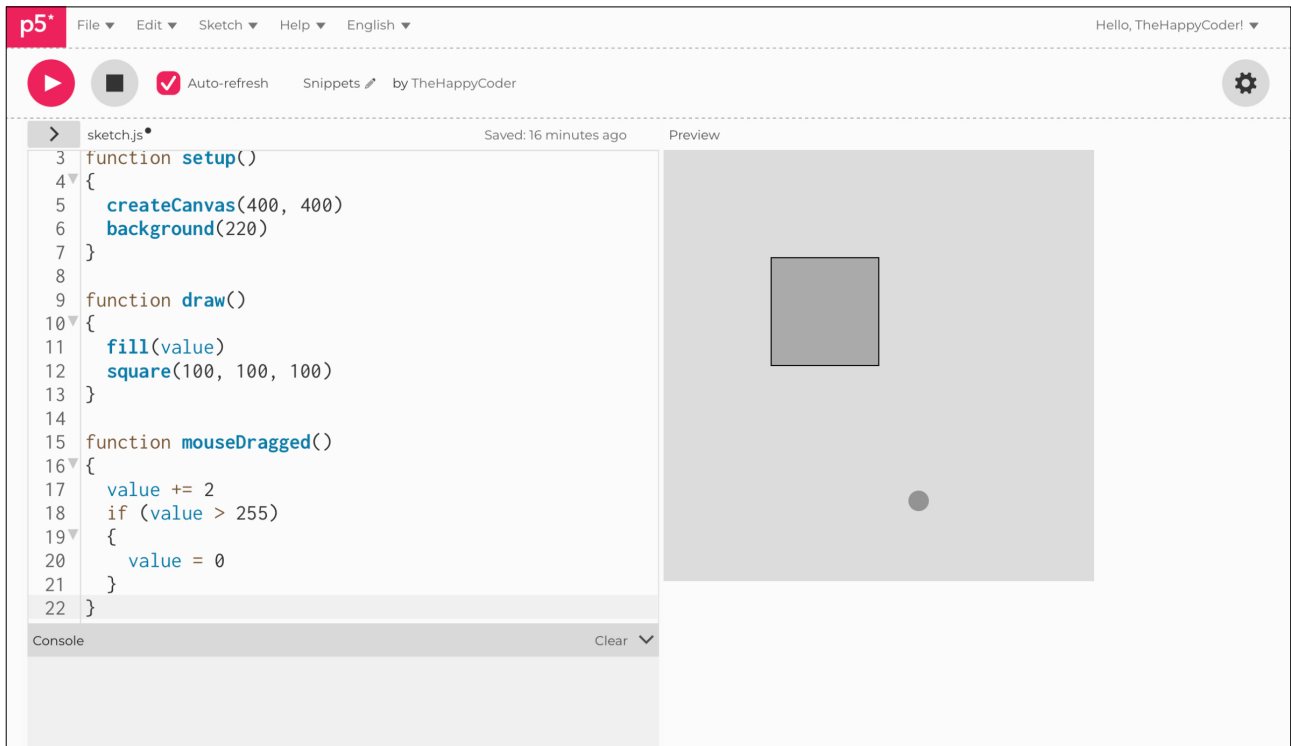 p5* File ▼ Edit ▼ Sketch ▼ Help ▼ English ▼ Hello, TheHappyCoder! ▼
Auto-refresh Snippets by TheHappyCoder
> sketch.js● Saved: 16 minutes ago Preview
3 function setup()
4 {
5   createCanvas(400, 400)
6   background(220)
7 }
8
9 function draw()
10 {
11   fill(value)
12   square(100, 100, 100)
13 }
14
15 function mouseDragged()
16 {
17   value += 2
18   if (value > 255)
19   {
20     value = 0
21   }
22 }
Console Clear